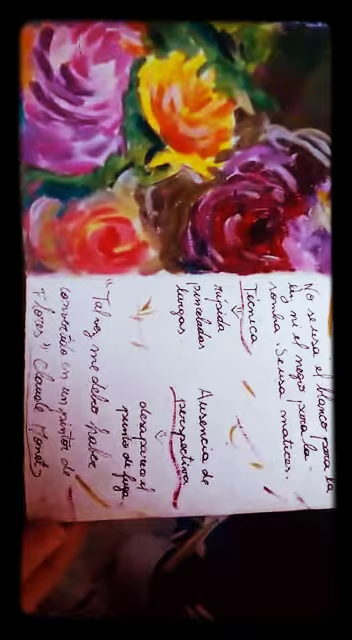 No se usa el blanco para la
luz ni el negro para la
sombra. Se usa matices.
Técnica
rápida
pinceladas
largas.
Ausencia de
perspectiva
desaparece el
punto de fuga.
"Tal vez me debo haber
convertido en un pintor de
Flores" Claude Monet